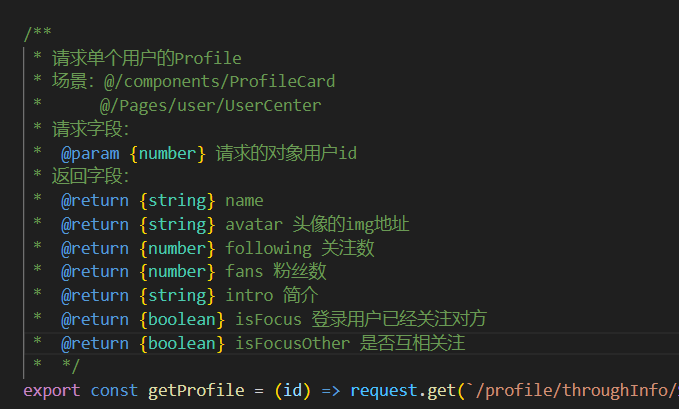 /**
 * 请求单个用户的Profile
 * 场景: @/components/ProfileCard
 *      @/Pages/user/UserCenter
 * 请求字段:
 *  @param {number} 请求的对象用户id
 * 返回字段:
 *  @return {string} name
 *  @return {string} avatar 头像的img地址
 *  @return {number} following 关注数
 *  @return {number} fans 粉丝数
 *  @return {string} intro 简介
 *  @return {boolean} isFocus 登录用户已经关注对方
 *  @return {boolean} isFocusOther 是否互相关注
 *  */
export const getProfile = (id) => request.get(`/profile/throughInfo/